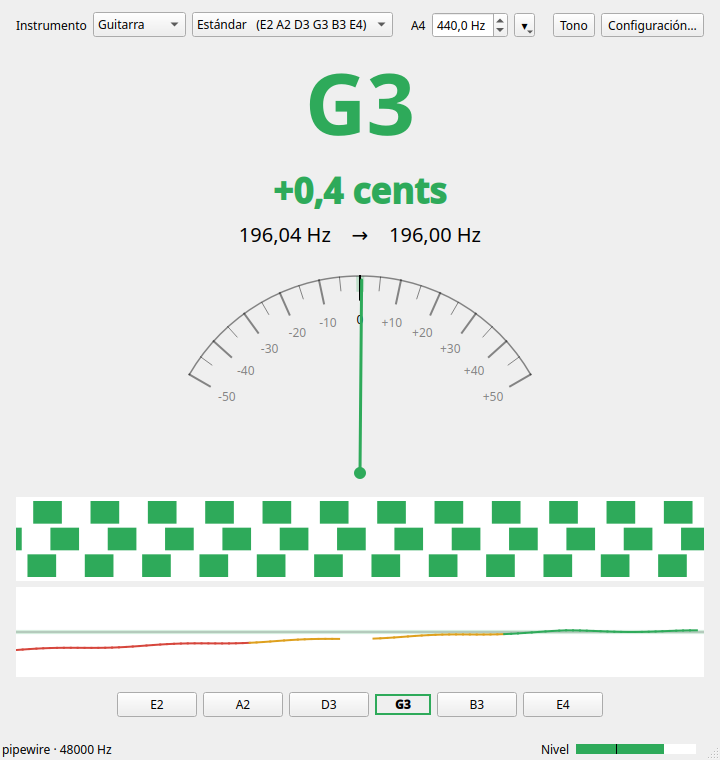 Instrumento Guitarra Estándar (E2 A2 D3 G3 B3 E4) A4 440,0 Hz Tono Configuración...
G3
+0,4 cents
196,04 Hz → 196,00 Hz
-50 -40 -30 -20 -10 0 +10 +20 +30 +40 +50
E2 A2 D3 G3 B3 E4
pipewire · 48000 Hz Nivel